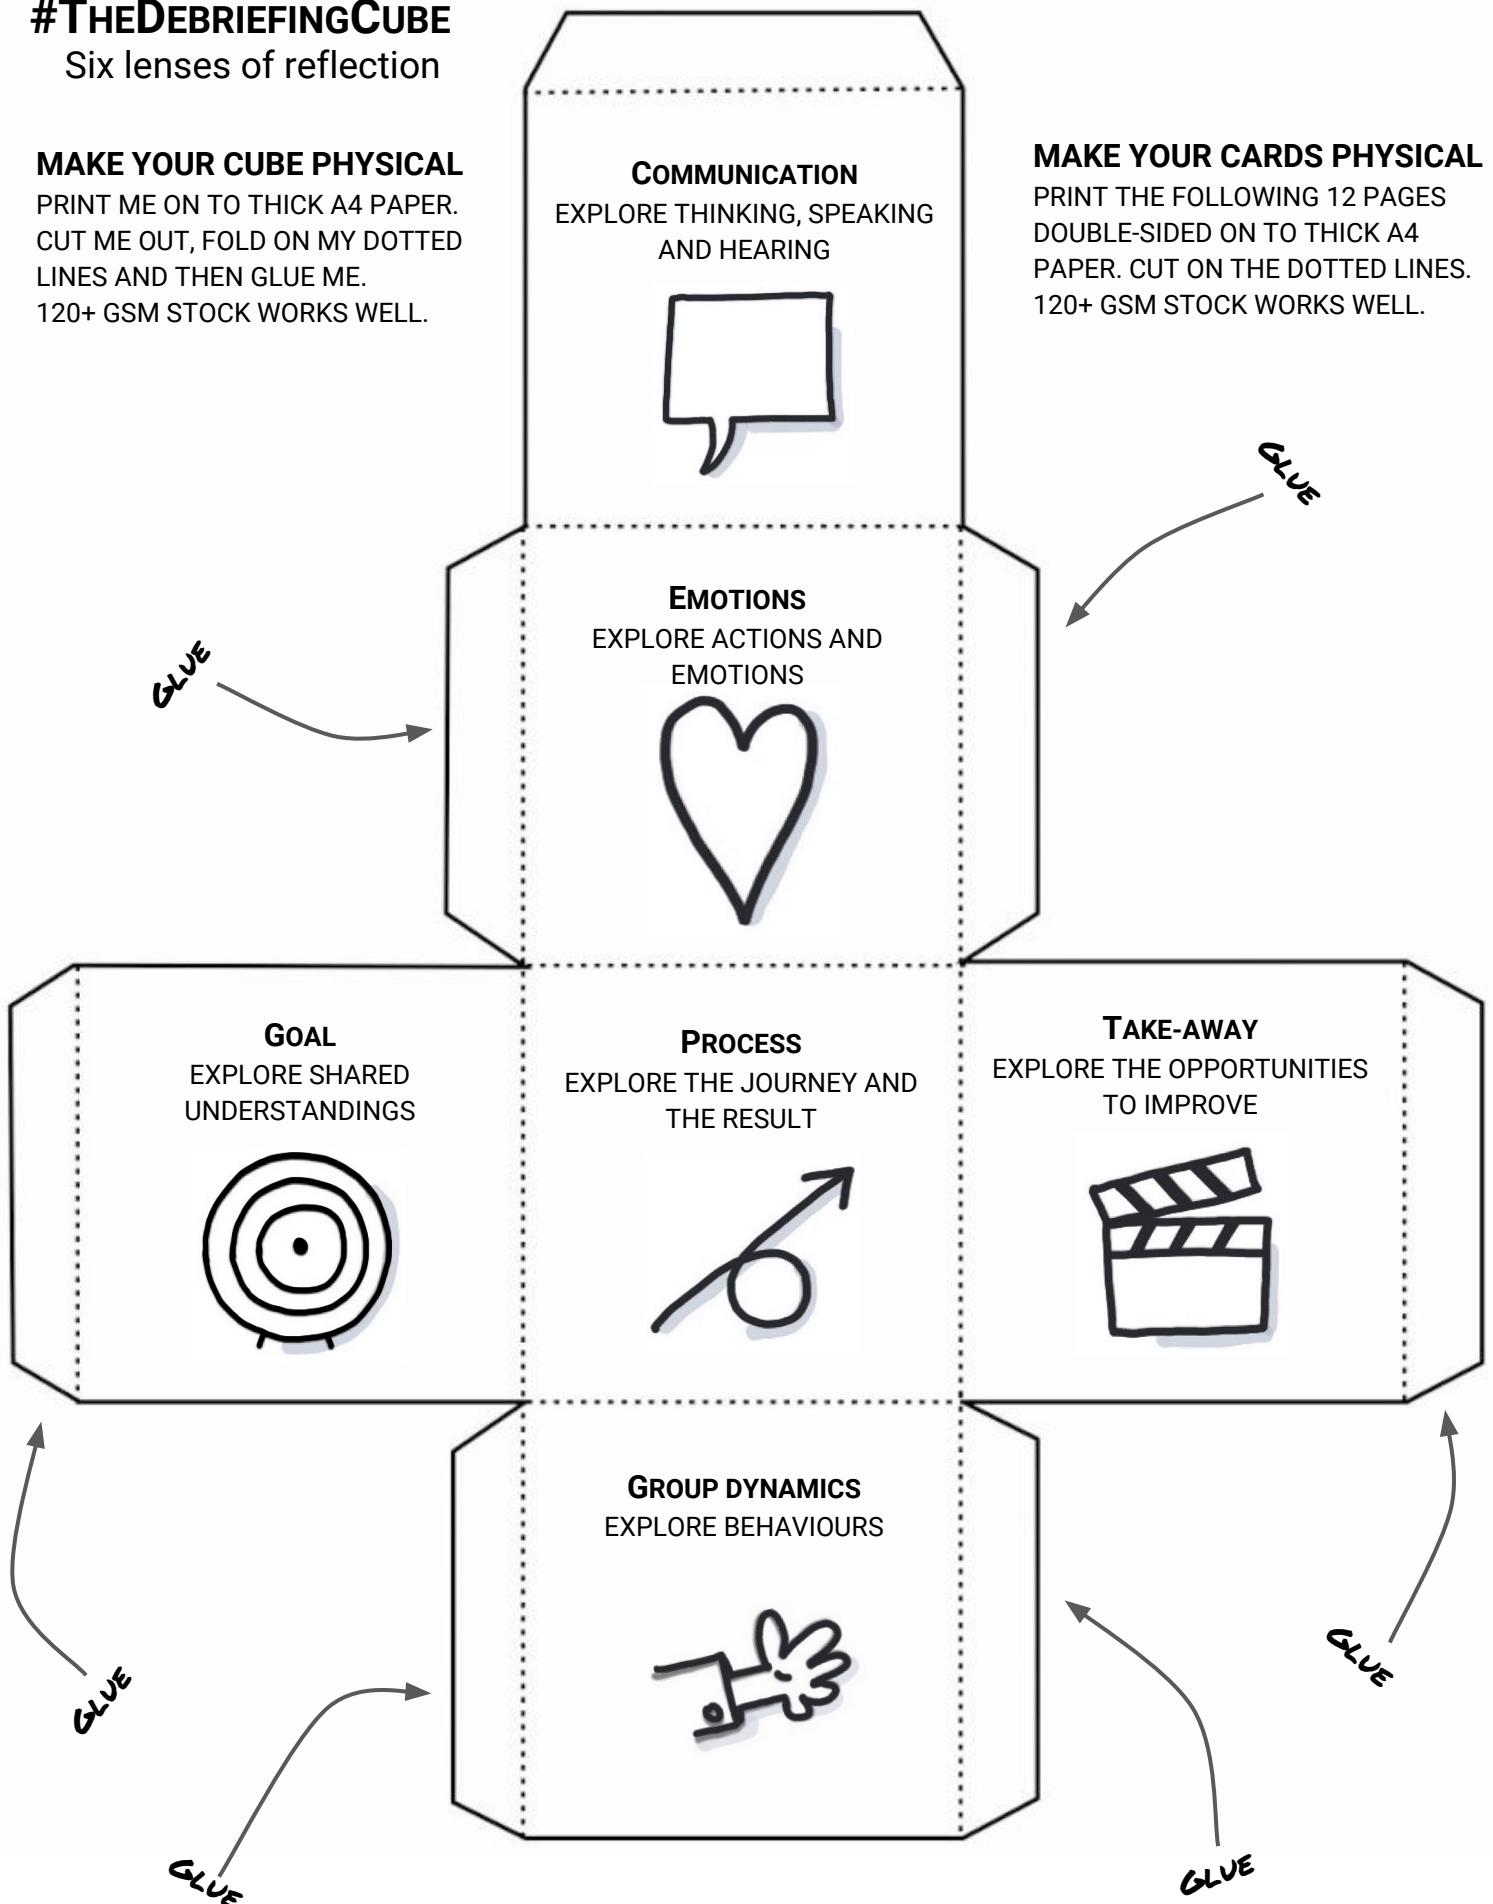 #THEDEBRIEFINGCUBE
Six lenses of reflection
MAKE YOUR CUBE PHYSICAL
PRINT ME ON TO THICK A4 PAPER.
CUT ME OUT, FOLD ON MY DOTTED
LINES AND THEN GLUE ME.
120+ GSM STOCK WORKS WELL.
MAKE YOUR CARDS PHYSICAL
PRINT THE FOLLOWING 12 PAGES
DOUBLE-SIDED ON TO THICK A4
PAPER. CUT ON THE DOTTED LINES.
120+ GSM STOCK WORKS WELL.
COMMUNICATION
EXPLORE THINKING, SPEAKING
AND HEARING
GLUE
EMOTIONS
EXPLORE ACTIONS AND
EMOTIONS
GLUE
GOAL
EXPLORE SHARED
UNDERSTANDINGS
PROCESS
EXPLORE THE JOURNEY AND
THE RESULT
TAKE-AWAY
EXPLORE THE OPPORTUNITIES
TO IMPROVE
GROUP DYNAMICS
EXPLORE BEHAVIOURS
GLUE
GLUE
GLUE
GLUE